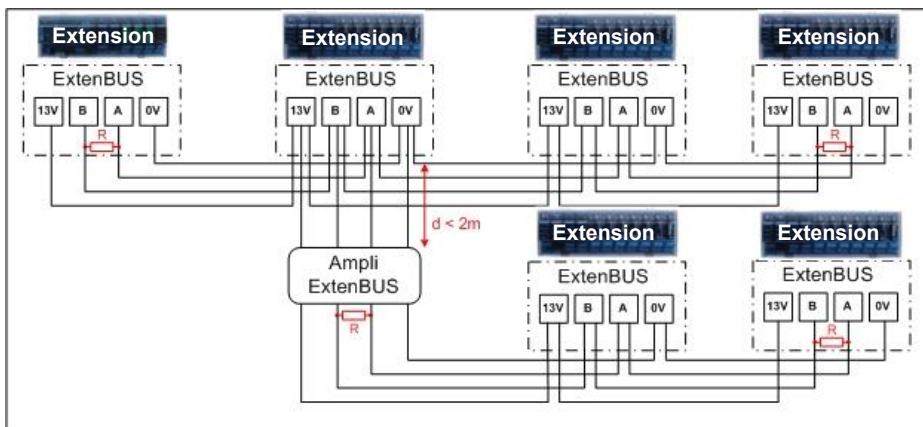 Extension Extension Extension Extension
ExtenBUS ExtenBUS ExtenBUS ExtenBUS
13V B A 0V 13V B A 0V 13V B A 0V 13V B A 0V
R R
d < 2m
Extension Extension
Ampli
ExtenBUS
ExtenBUS ExtenBUS
13V B A 0V 13V B A 0V
R R